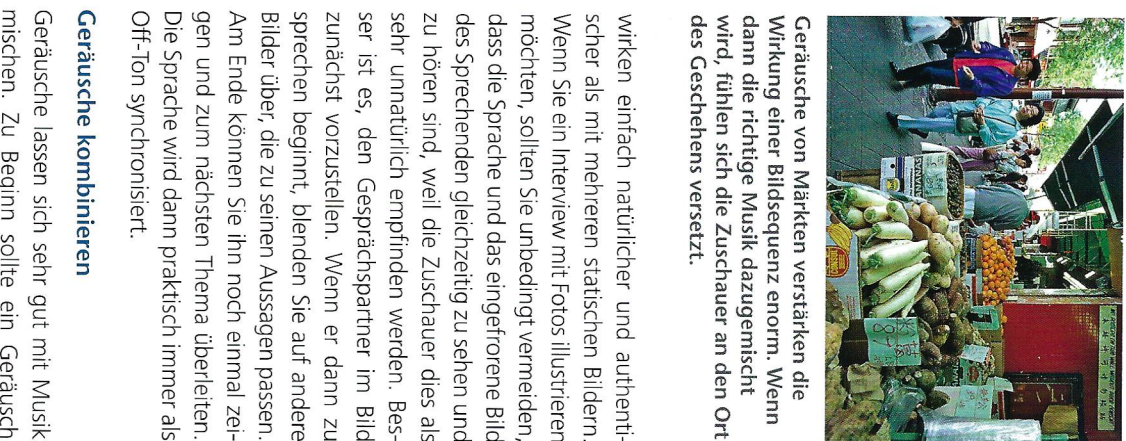 Geräusche von Märkten verstärken die
Wirkung einer Bildsequenz enorm. Wenn
dann die richtige Musik dazugemischt
wird, fühlen sich die Zuschauer an den Ort
des Geschehens versetzt.
wirken einfach natürlicher und authenti-
scher als mit mehreren statischen Bildern.
Wenn Sie ein Interview mit Fotos illustrieren
möchten, sollten Sie unbedingt vermeiden,
dass die Sprache und das eingefrorene Bild
des Sprechenden gleichzeitig zu sehen und
zu hören sind, weil die Zuschauer dies als
sehr unnatürlich empfinden werden. Bes-
ser ist es, den Gesprächspartner im Bild
zunächst vorzustellen. Wenn er dann zu
sprechen beginnt, blenden Sie auf andere
Bilder über, die zu seinen Aussagen passen.
Am Ende können Sie ihn noch einmal zei-
gen und zum nächsten Thema überleiten.
Die Sprache wird dann praktisch immer als
Off-Ton synchronisiert.
Geräusche kombinieren
Geräusche lassen sich sehr gut mit Musik
mischen. Zu Beginn sollte ein Geräusch